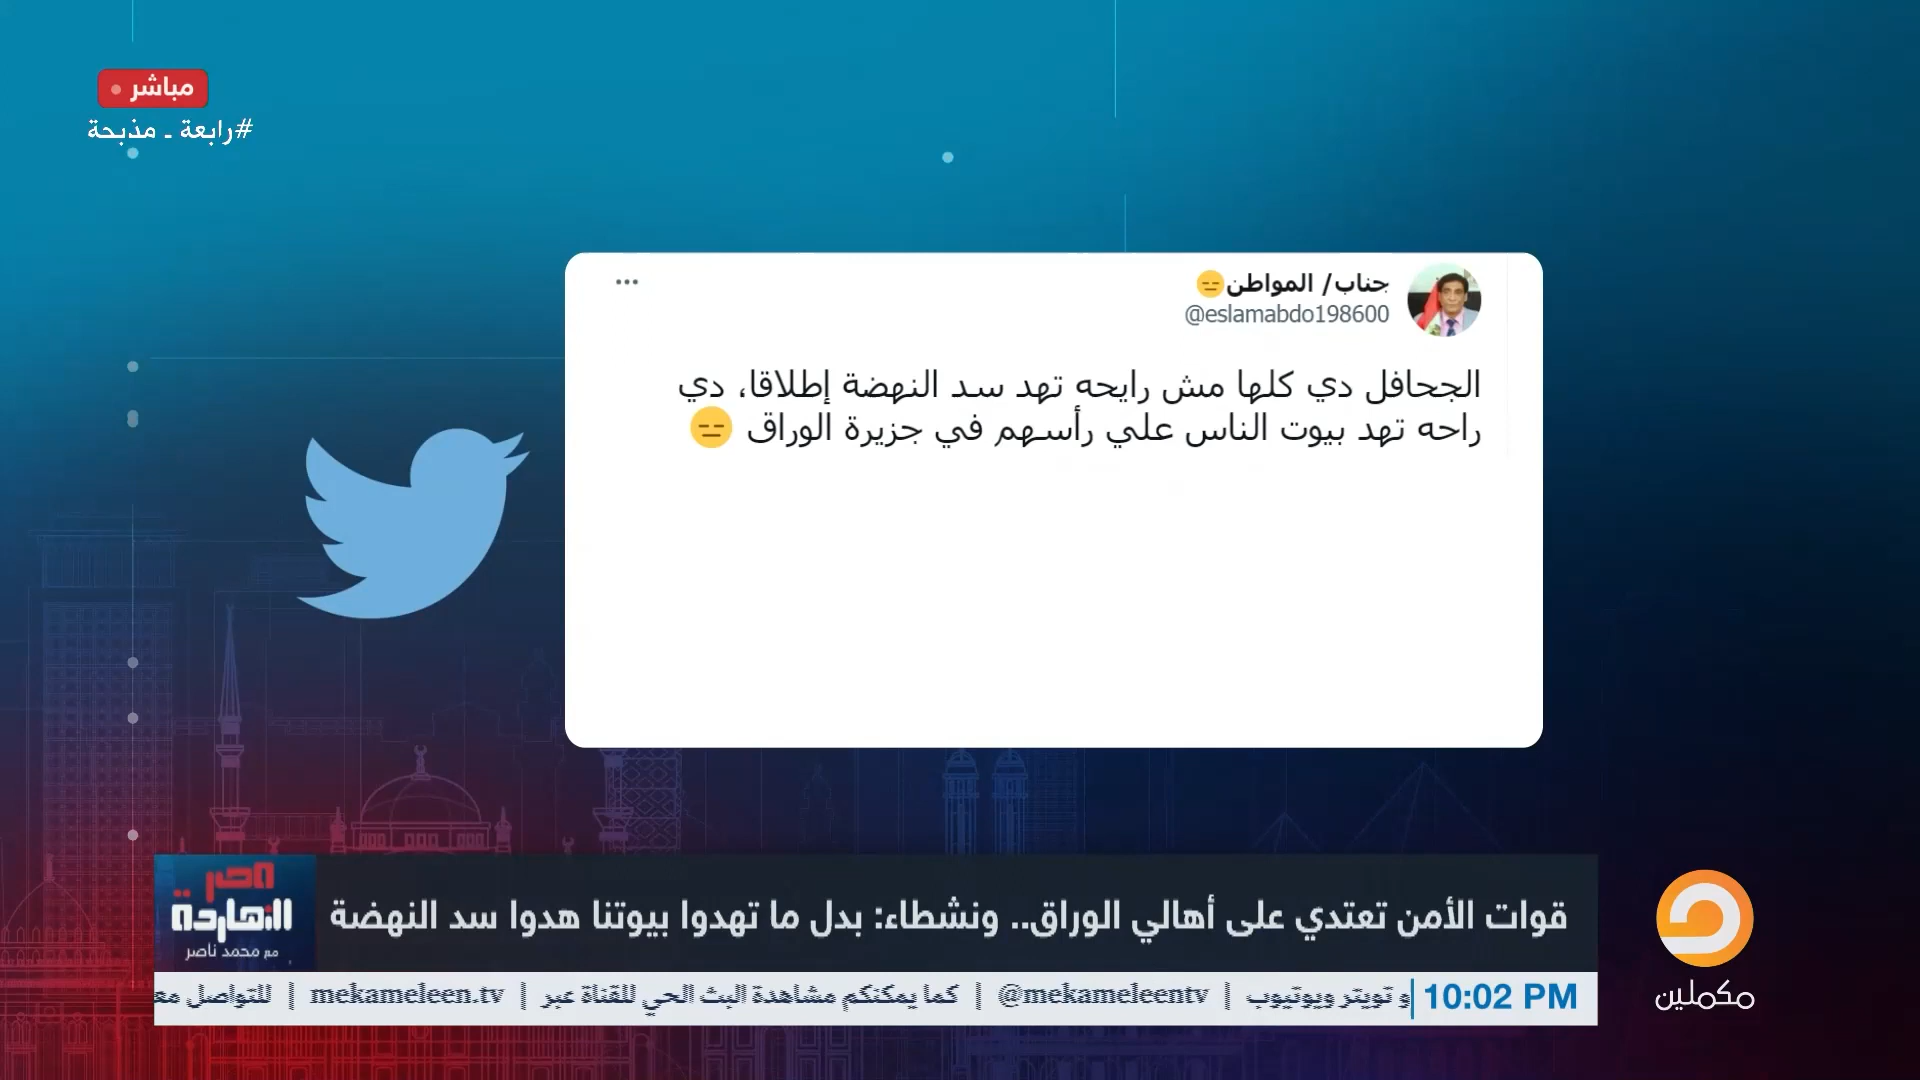 مباشر
#رابعة - مذبحة
جناب/ المواطن😑
@eslamabdo198600
الجحافل دي كلها مش رايحه تهد سد النهضة إطلاقا، دي
راحه تهد بيوت الناس علي رأسهم في جزيرة الوراق 😑
مصر
النهاردة
مع محمد ناصر
قوات الأمن تعتدي على أهالي الوراق.. ونشطاء: بدل ما تهدوا بيوتنا هدوا سد النهضة
10:02 PM
و تويتر ويوتيوب | @mekameleentv | كما يمكنكم مشاهدة البث الحي للقناة عبر | mekameleen.tv | للتواصل مع
مكملين